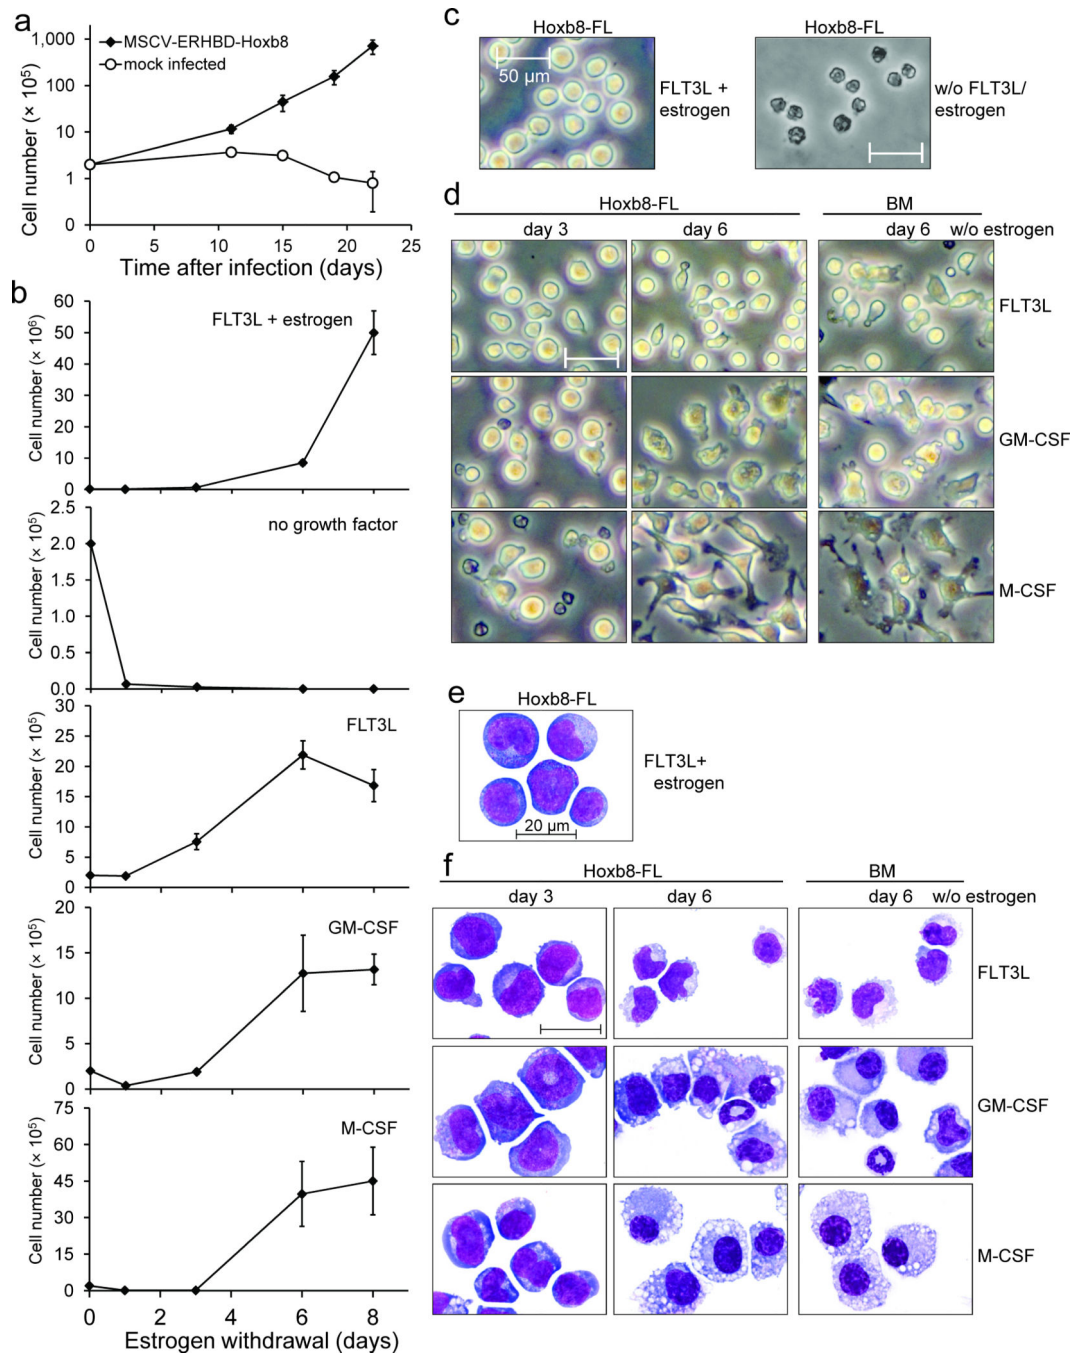 a
1,000
100
10
1
0
Cell number (× 10⁵)
MSCV-ERHBD-Hoxb8
mock infected
0 5 10 15 20 25
Time after infection (days)
b
60
50
40
30
20
10
0
Cell number (× 10⁶)
FLT3L + estrogen
2.0
1.5
1.0
0.5
0.0
Cell number (× 10⁵)
no growth factor
30
25
20
15
10
5
0
Cell number (× 10⁵)
FLT3L
20
15
10
5
0
Cell number (× 10⁵)
GM-CSF
75
60
45
30
15
0
Cell number (× 10⁵)
M-CSF
0 2 4 6 8
Estrogen withdrawal (days)
c
Hoxb8-FL
50 µm
FLT3L +
estrogen
Hoxb8-FL
w/o FLT3L/
estrogen
d
Hoxb8-FL BM
day 3 day 6 day 6 w/o estrogen
FLT3L
GM-CSF
M-CSF
e
Hoxb8-FL
20 µm
FLT3L+
estrogen
f
Hoxb8-FL BM
day 3 day 6 day 6 w/o estrogen
FLT3L
GM-CSF
M-CSF